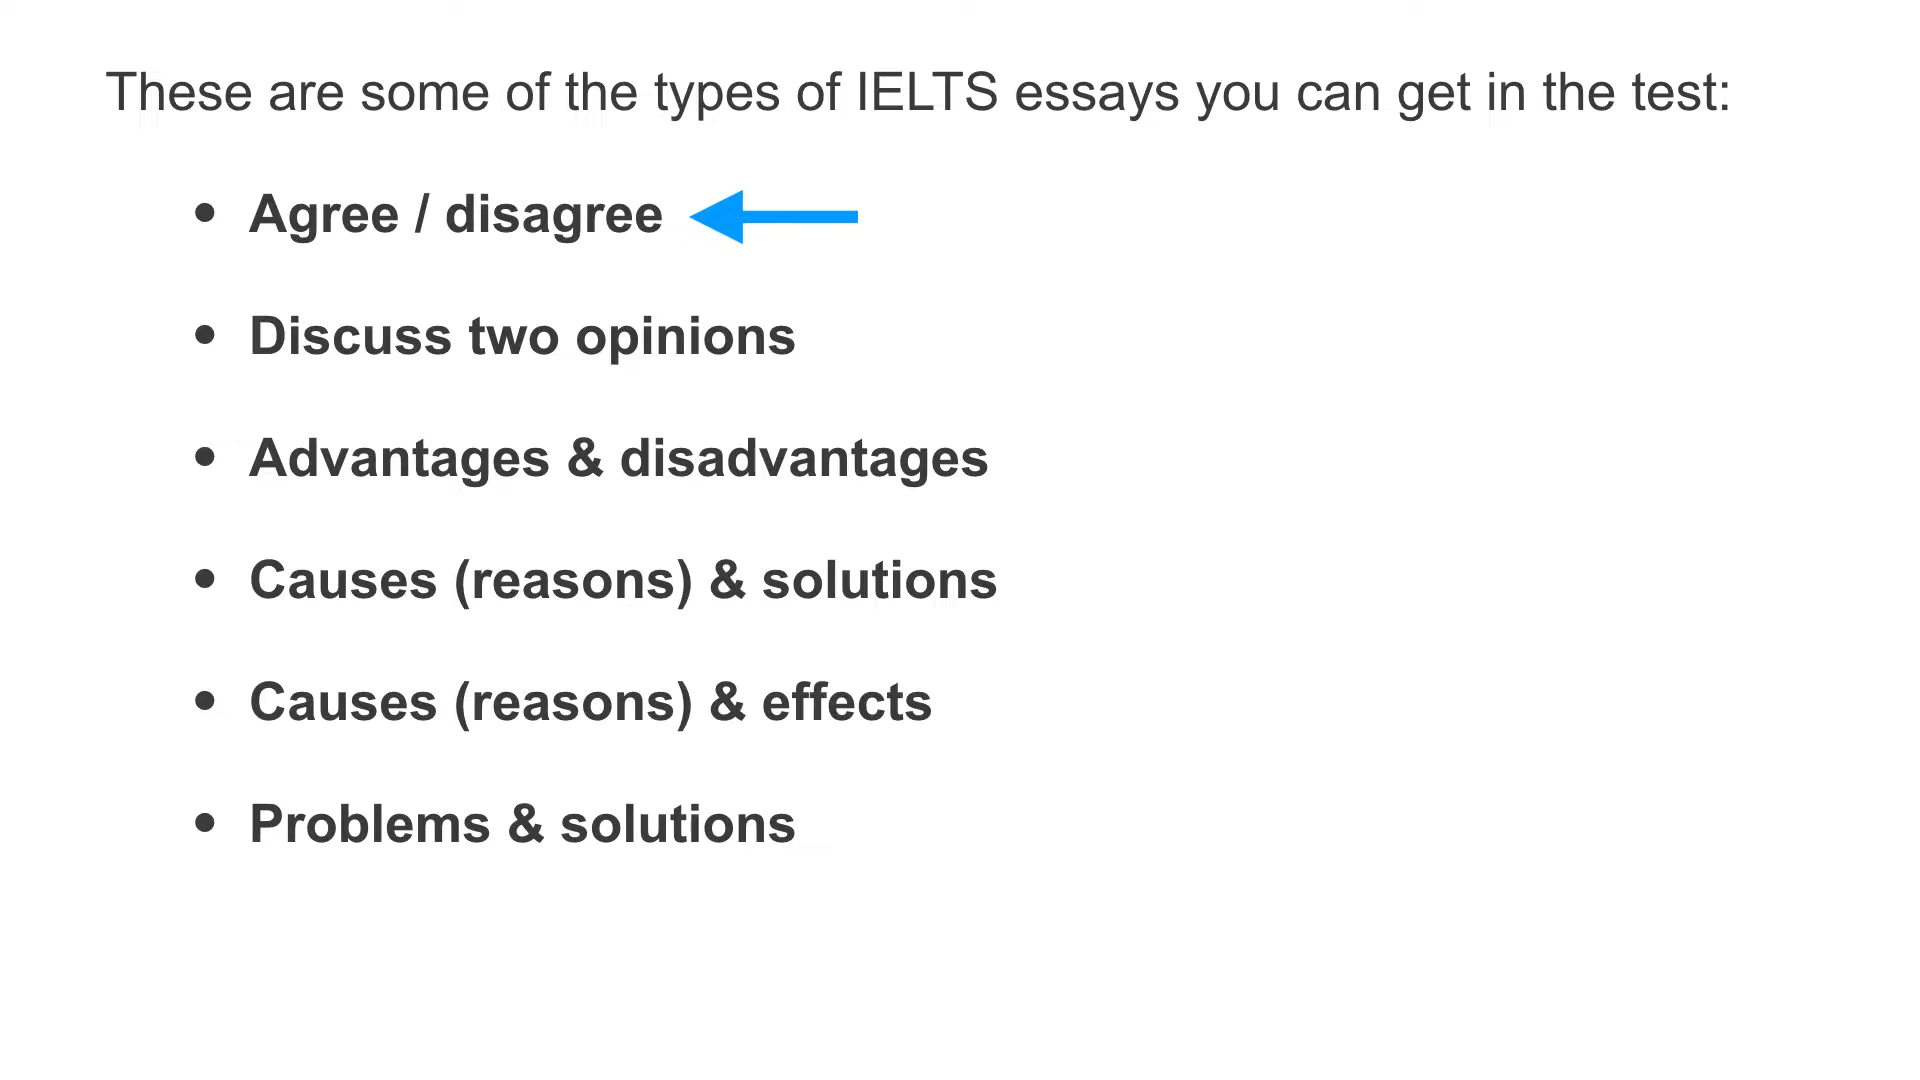 These are some of the types of IELTS essays you can get in the test:
• Agree / disagree
• Discuss two opinions
• Advantages & disadvantages
• Causes (reasons) & solutions
• Causes (reasons) & effects
• Problems & solutions